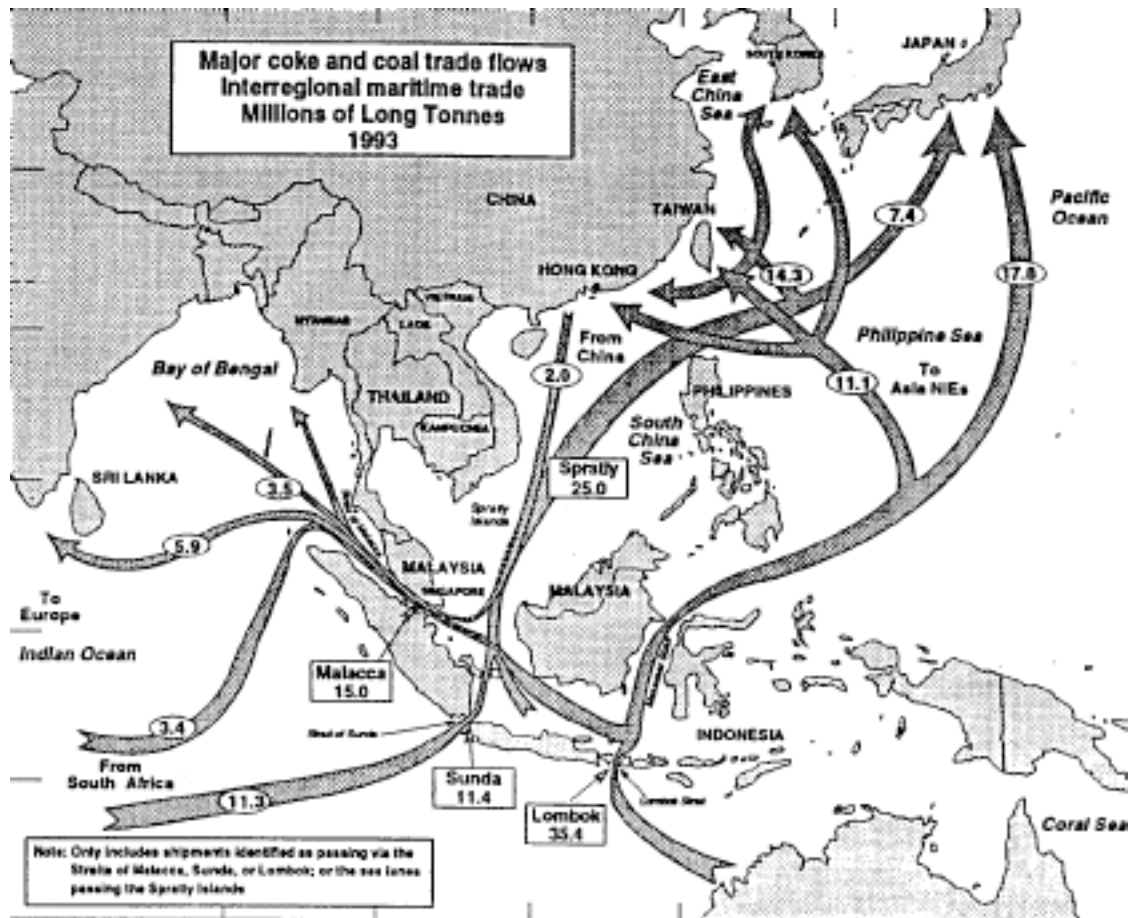 Major coke and coal trade flows
Interregional maritime trade
Millions of Long Tonnes
1993
SOUTH KOREA
JAPAN
East
China
Sea
CHINA
TAIWAN
Pacific
Ocean
7.4
HONG KONG
14.3
17.8
VIETNAM
MYANMAR
LAOS
From
China
Philippine Sea
To
Asia NIEs
Bay of Bengal
2.0
11.1
THAILAND
PHILIPPINES
KAMPUCHEA
South
China
Sea
SRI LANKA
3.5
Spratly
25.0
Spratly
Islands
5.9
MALAYSIA
SINGAPORE
MALAYSIA
To
Europe
Indian Ocean
Malacca
15.0
3.4
Strait of Sunda
INDONESIA
From
South Africa
Sunda
11.4
11.3
Lombok
35.4
Lombok Strait
Coral Sea
Note: Only includes shipments identified as passing via the
Straits of Malacca, Sunda, or Lombok; or the sea lanes
passing the Spratly Islands